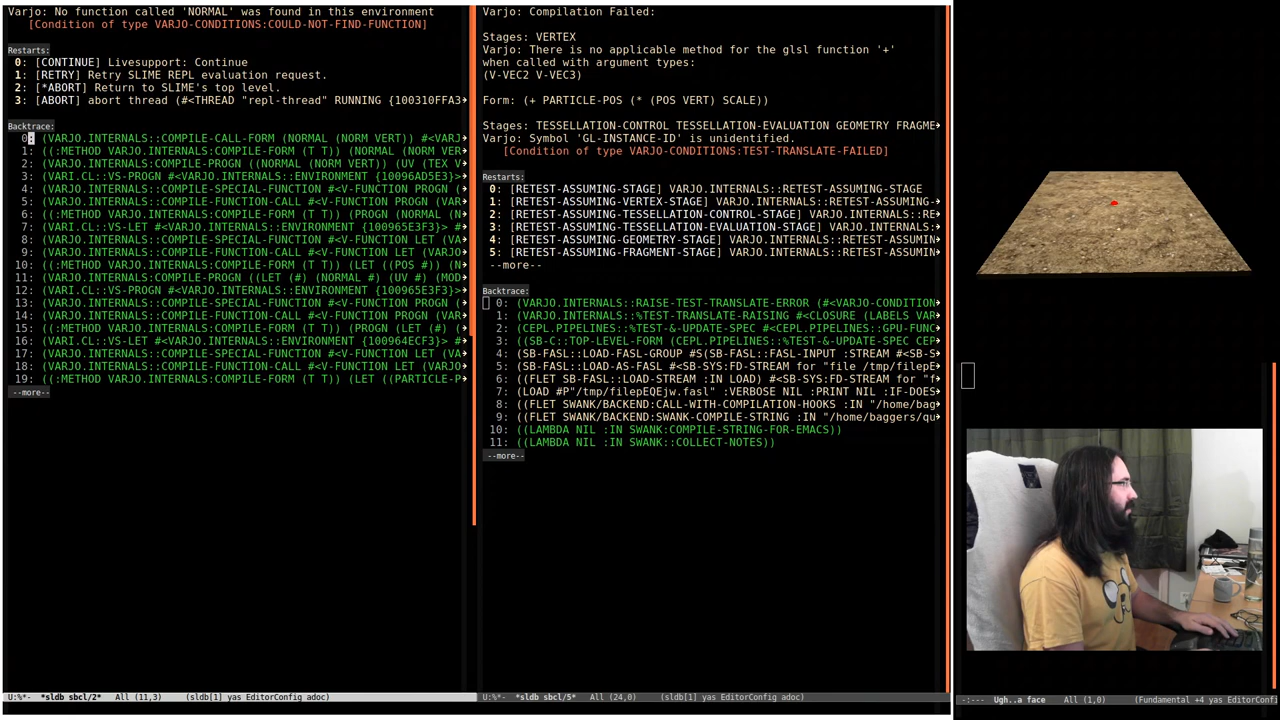 Varjo: No function called 'NORMAL' was found in this environment
[Condition of type VARJO-CONDITIONS:COULD-NOT-FIND-FUNCTION]
Restarts:
0: [CONTINUE] Livesupport: Continue
1: [RETRY] Retry SLIME REPL evaluation request.
2: [*ABORT] Return to SLIME's top level.
3: [ABORT] abort thread (#<THREAD "repl-thread" RUNNING {100310FFA3
Backtrace:
0: (VARJO.INTERNALS::COMPILE-CALL-FORM (NORMAL (NORM VERT)) #<VARJ
1: ((:METHOD VARJO.INTERNALS:COMPILE-FORM (T T)) (NORMAL (NORM VER
2: (VARJO.INTERNALS:COMPILE-PROGN ((NORMAL (NORM VERT)) (UV (TEX V
3: (VARI.CL::VS-PROGN #<VARJO.INTERNALS::ENVIRONMENT {10096AD5E3}>
4: (VARJO.INTERNALS::COMPILE-SPECIAL-FUNCTION #<V-FUNCTION PROGN (
5: (VARJO.INTERNALS::COMPILE-FUNCTION-CALL #<V-FUNCTION PROGN (VAR
6: ((:METHOD VARJO.INTERNALS:COMPILE-FORM (T T)) (PROGN (NORMAL (N
7: (VARI.CL::VS-LET #<VARJO.INTERNALS::ENVIRONMENT {100965E3F3}> #
8: (VARJO.INTERNALS::COMPILE-SPECIAL-FUNCTION #<V-FUNCTION LET (VA
9: (VARJO.INTERNALS::COMPILE-FUNCTION-CALL #<V-FUNCTION LET (VARJO
10: ((:METHOD VARJO.INTERNALS:COMPILE-FORM (T T)) (LET ((POS #)) (N
11: (VARJO.INTERNALS:COMPILE-PROGN ((LET (#) (NORMAL #) (UV #) (MOD
12: (VARI.CL::VS-PROGN #<VARJO.INTERNALS::ENVIRONMENT {100965E3F3}>
13: (VARJO.INTERNALS::COMPILE-SPECIAL-FUNCTION #<V-FUNCTION PROGN (
14: (VARJO.INTERNALS::COMPILE-FUNCTION-CALL #<V-FUNCTION PROGN (VAR
15: ((:METHOD VARJO.INTERNALS:COMPILE-FORM (T T)) (PROGN (LET (#) (
16: (VARI.CL::VS-LET #<VARJO.INTERNALS::ENVIRONMENT {100964ECF3}> #
17: (VARJO.INTERNALS::COMPILE-SPECIAL-FUNCTION #<V-FUNCTION LET (VA
18: (VARJO.INTERNALS::COMPILE-FUNCTION-CALL #<V-FUNCTION LET (VARJO
19: ((:METHOD VARJO.INTERNALS:COMPILE-FORM (T T)) (LET ((PARTICLE-P
--more--
U:%*- *sldb sbcl/2* All (11,3) (sldb[1] yas EditorConfig adoc)
Varjo: Compilation Failed:
Stages: VERTEX
Varjo: There is no applicable method for the glsl function '+'
when called with argument types:
(V-VEC2 V-VEC3)
Form: (+ PARTICLE-POS (* (POS VERT) SCALE))
Stages: TESSELLATION-CONTROL TESSELLATION-EVALUATION GEOMETRY FRAGME
Varjo: Symbol 'GL-INSTANCE-ID' is unidentified.
[Condition of type VARJO-CONDITIONS:TEST-TRANSLATE-FAILED]
Restarts:
0: [RETEST-ASSUMING-STAGE] VARJO.INTERNALS::RETEST-ASSUMING-STAGE
1: [RETEST-ASSUMING-VERTEX-STAGE] VARJO.INTERNALS::RETEST-ASSUMING-
2: [RETEST-ASSUMING-TESSELLATION-CONTROL-STAGE] VARJO.INTERNALS::RE
3: [RETEST-ASSUMING-TESSELLATION-EVALUATION-STAGE] VARJO.INTERNALS:
4: [RETEST-ASSUMING-GEOMETRY-STAGE] VARJO.INTERNALS::RETEST-ASSUMIN
5: [RETEST-ASSUMING-FRAGMENT-STAGE] VARJO.INTERNALS::RETEST-ASSUMIN
--more--
Backtrace:
0: (VARJO.INTERNALS::RAISE-TEST-TRANSLATE-ERROR (#<VARJO-CONDITION
1: (VARJO.INTERNALS::%TEST-TRANSLATE-RAISING #<CLOSURE (LABELS VAR
2: (CEPL.PIPELINES::%TEST-&-UPDATE-SPEC #<CEPL.PIPELINES::GPU-FUNC
3: ((SB-C::TOP-LEVEL-FORM (CEPL.PIPELINES::%TEST-&-UPDATE-SPEC CEP
4: (SB-FASL::LOAD-FASL-GROUP #S(SB-FASL::FASL-INPUT :STREAM #<SB-S
5: (SB-FASL::LOAD-AS-FASL #<SB-SYS:FD-STREAM for "file /tmp/filepE
6: ((FLET SB-FASL::LOAD-STREAM :IN LOAD) #<SB-SYS:FD-STREAM for "f
7: (LOAD #P"/tmp/filepEQEjw.fasl" :VERBOSE NIL :PRINT NIL :IF-DOES
8: ((FLET SWANK/BACKEND:CALL-WITH-COMPILATION-HOOKS :IN "/home/bag
9: ((FLET SWANK/BACKEND:SWANK-COMPILE-STRING :IN "/home/baggers/qu
10: ((LAMBDA NIL :IN SWANK:COMPILE-STRING-FOR-EMACS))
11: ((LAMBDA NIL :IN SWANK::COLLECT-NOTES))
--more--
U:%*- *sldb sbcl/5* All (24,0) (sldb[1] yas EditorConfig adoc)
-:--- Ugh..a face All (1,0) (Fundamental +4 yas EditorConfi